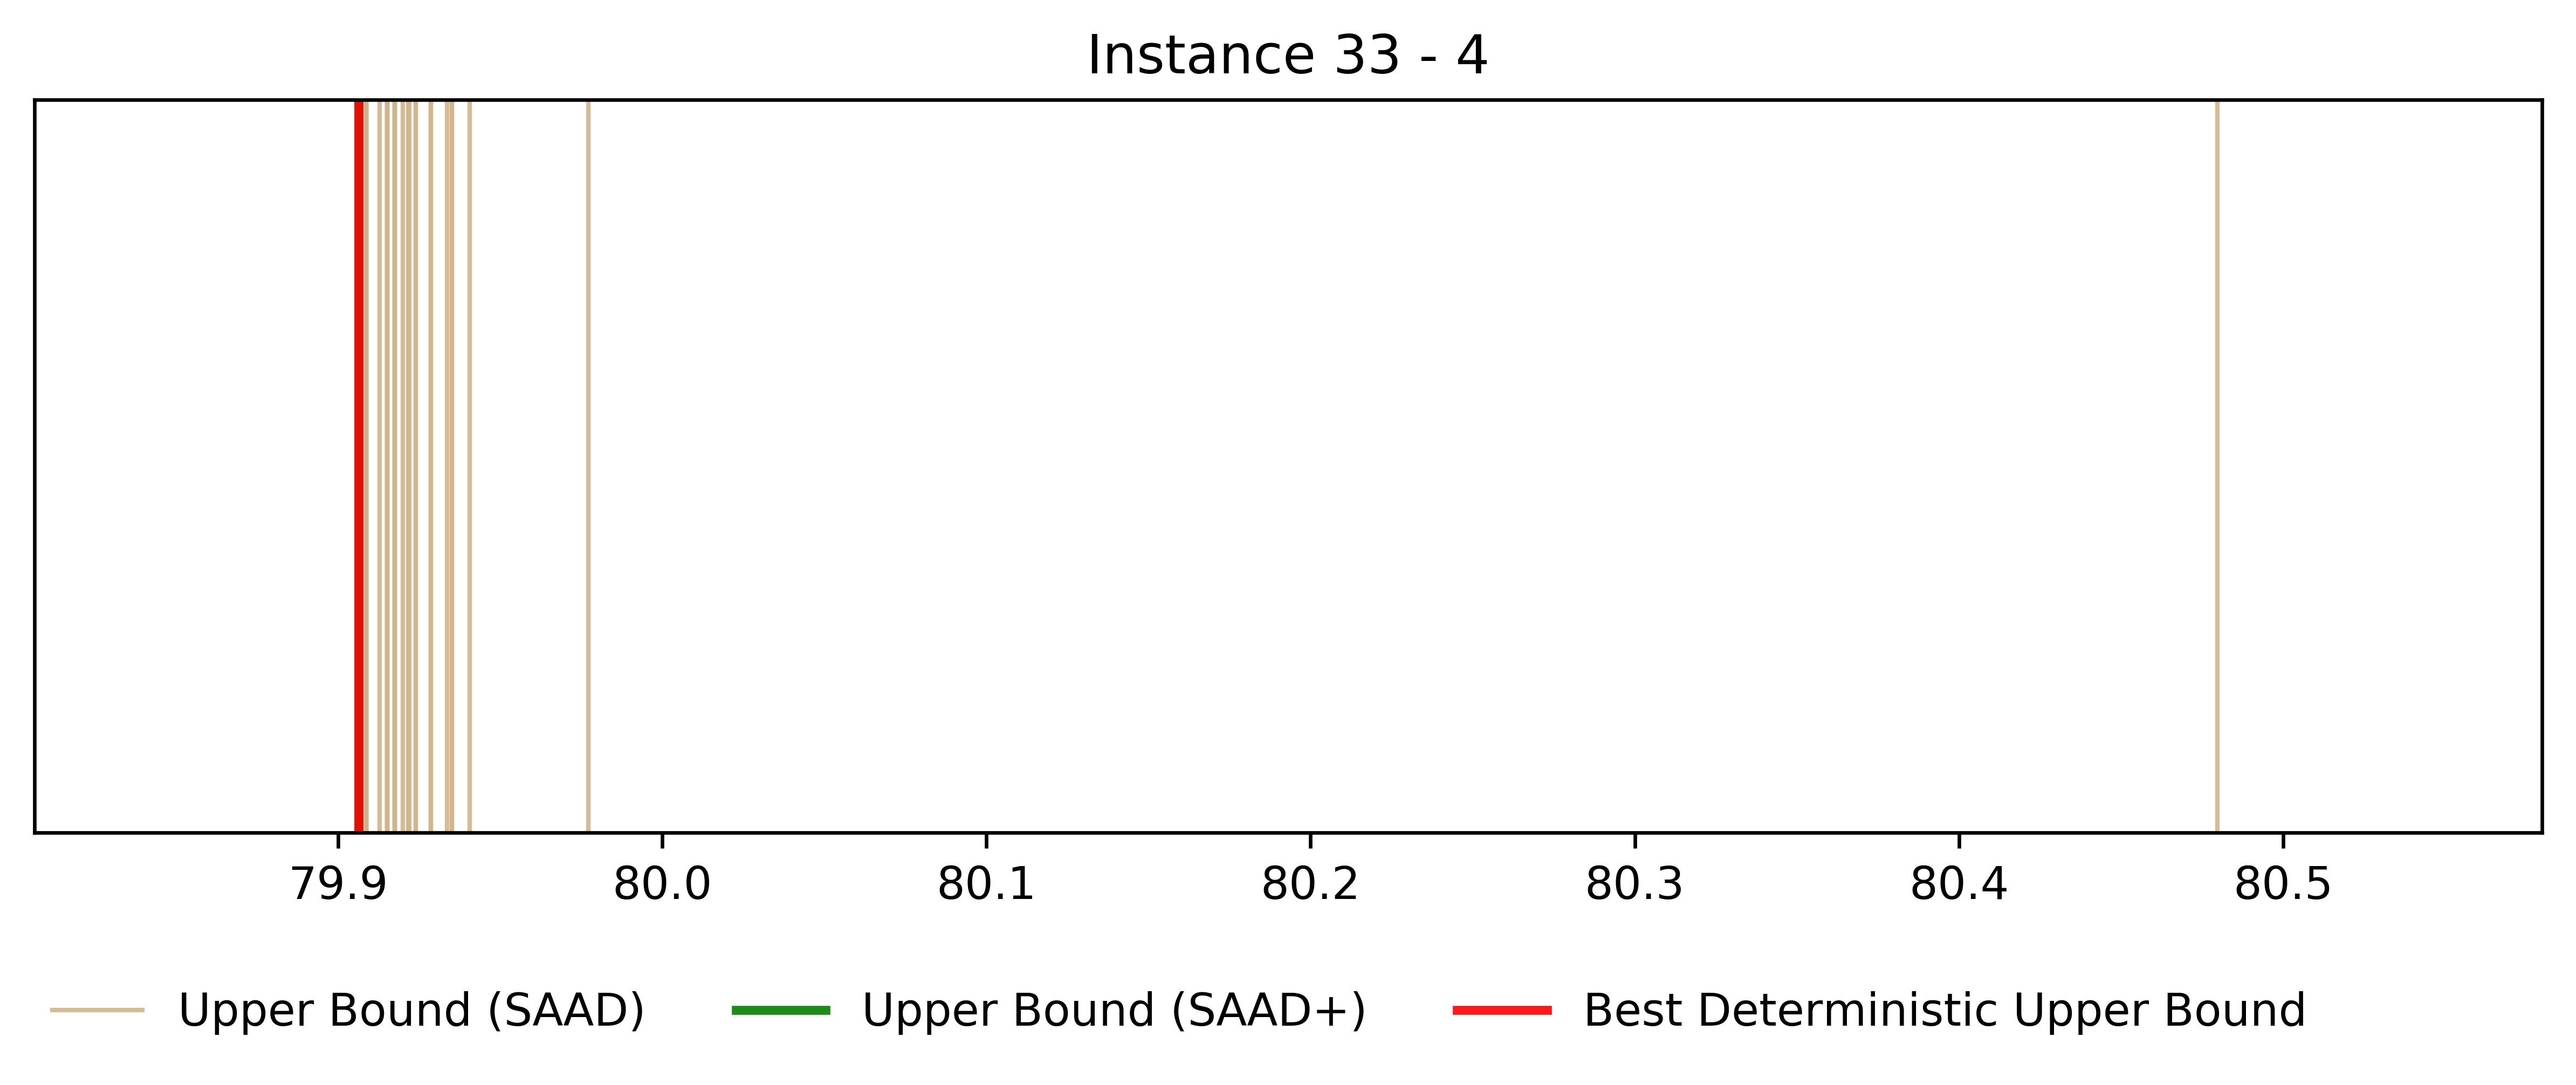 Instance 33 - 4
79.9 80.0 80.1 80.2 80.3 80.4 80.5
Upper Bound (SAAD) Upper Bound (SAAD+) Best Deterministic Upper Bound